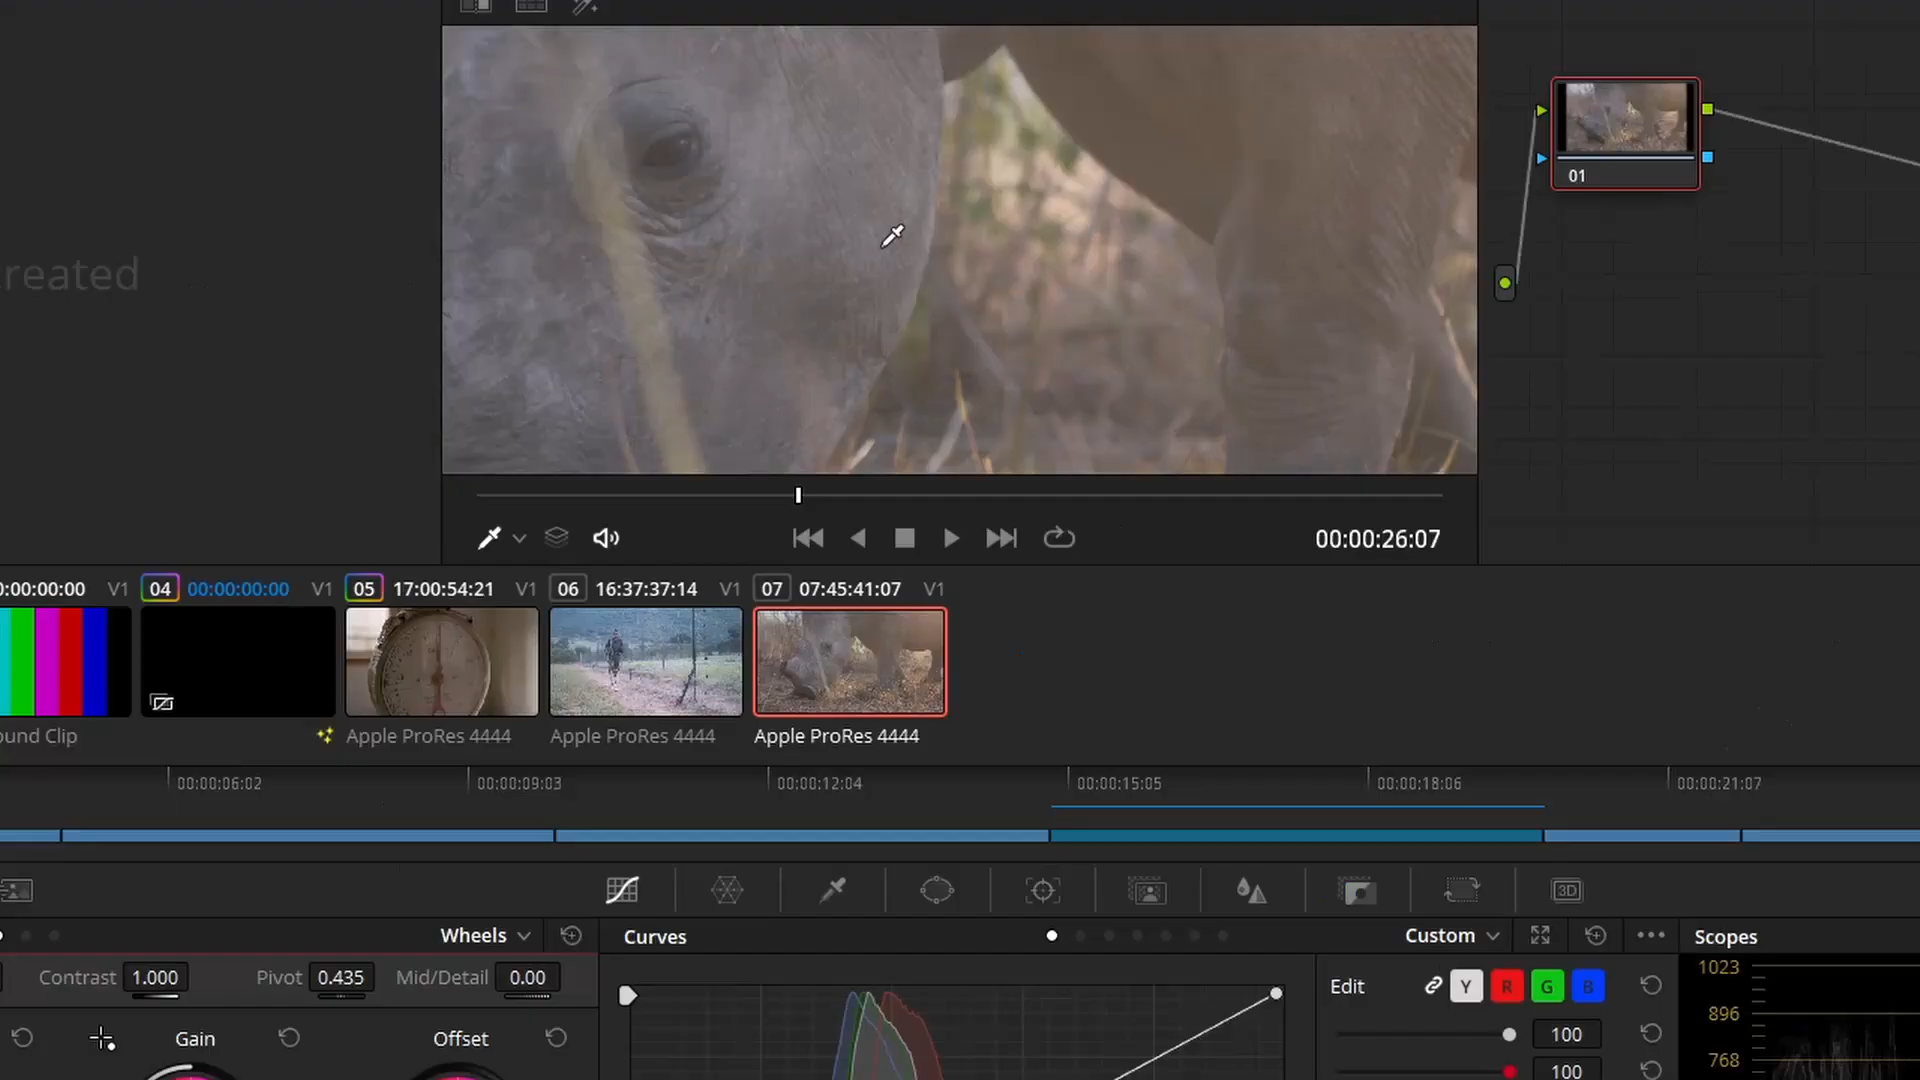 reated
01
00:00:26:07
0:00:00:00 V1 04 00:00:00:00 V1 05 17:00:54:21 V1 06 16:37:37:14 V1 07 07:45:41:07 V1
ound Clip Apple ProRes 4444 Apple ProRes 4444 Apple ProRes 4444
00:00:06:02 00:00:09:03 00:00:12:04 00:00:15:05 00:00:18:06 00:00:21:07
3D
Wheels Curves Custom Scopes
Contrast 1.000 Pivot 0.435 Mid/Detail 0.00 Edit Y R G B 1023
896
Gain Offset 100
768
100